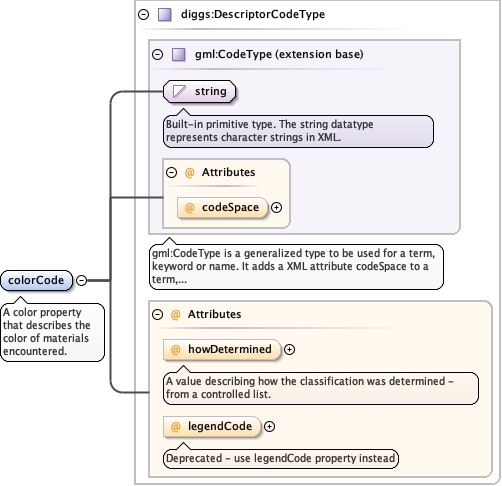 diggs:DescriptorCodeType
gml:CodeType (extension base)
string
Built-in primitive type. The string datatype
represents character strings in XML.
@ Attributes
@ codeSpace
gml:CodeType is a generalized type to be used for a term,
keyword or name. It adds a XML attribute codeSpace to a
term,...
colorCode
A color property
that describes the
color of materials
encountered.
@ Attributes
@ howDetermined
A value describing how the classification was determined -
from a controlled list.
@ legendCode
Deprecated - use legendCode property instead